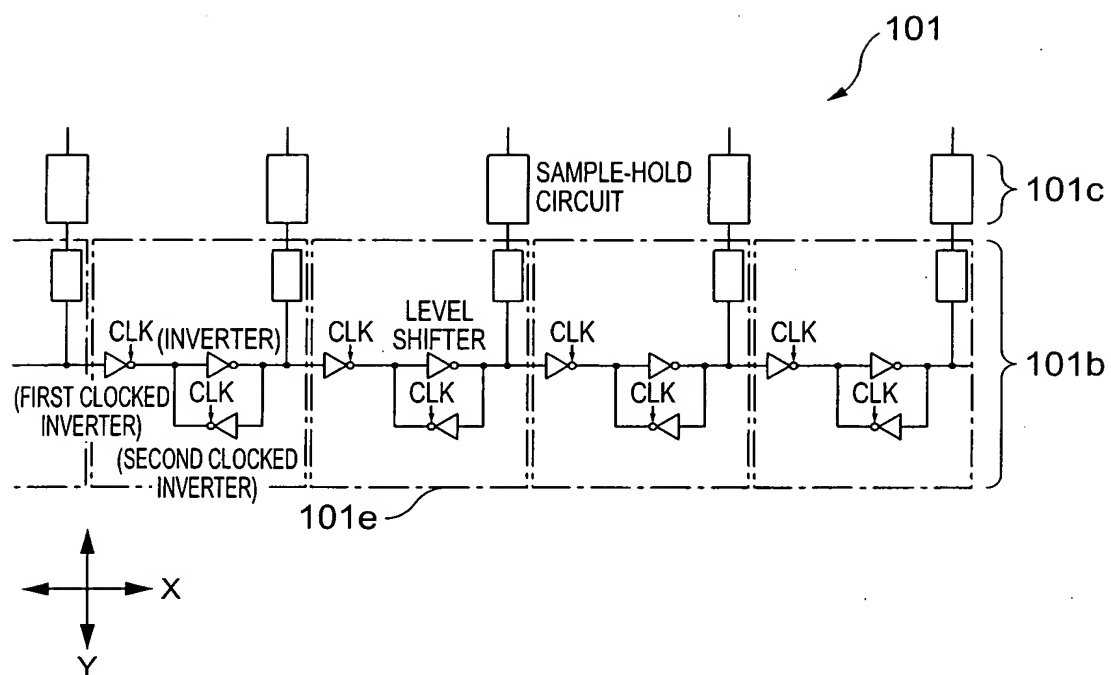 101
SAMPLE-HOLD
CIRCUIT
101c
LEVEL
SHIFTER
CLK
(INVERTER)
CLK
CLK
CLK
101b
CLK
CLK
CLK
CLK
(FIRST CLOCKED
INVERTER)
(SECOND CLOCKED
INVERTER)
101e
X
Y